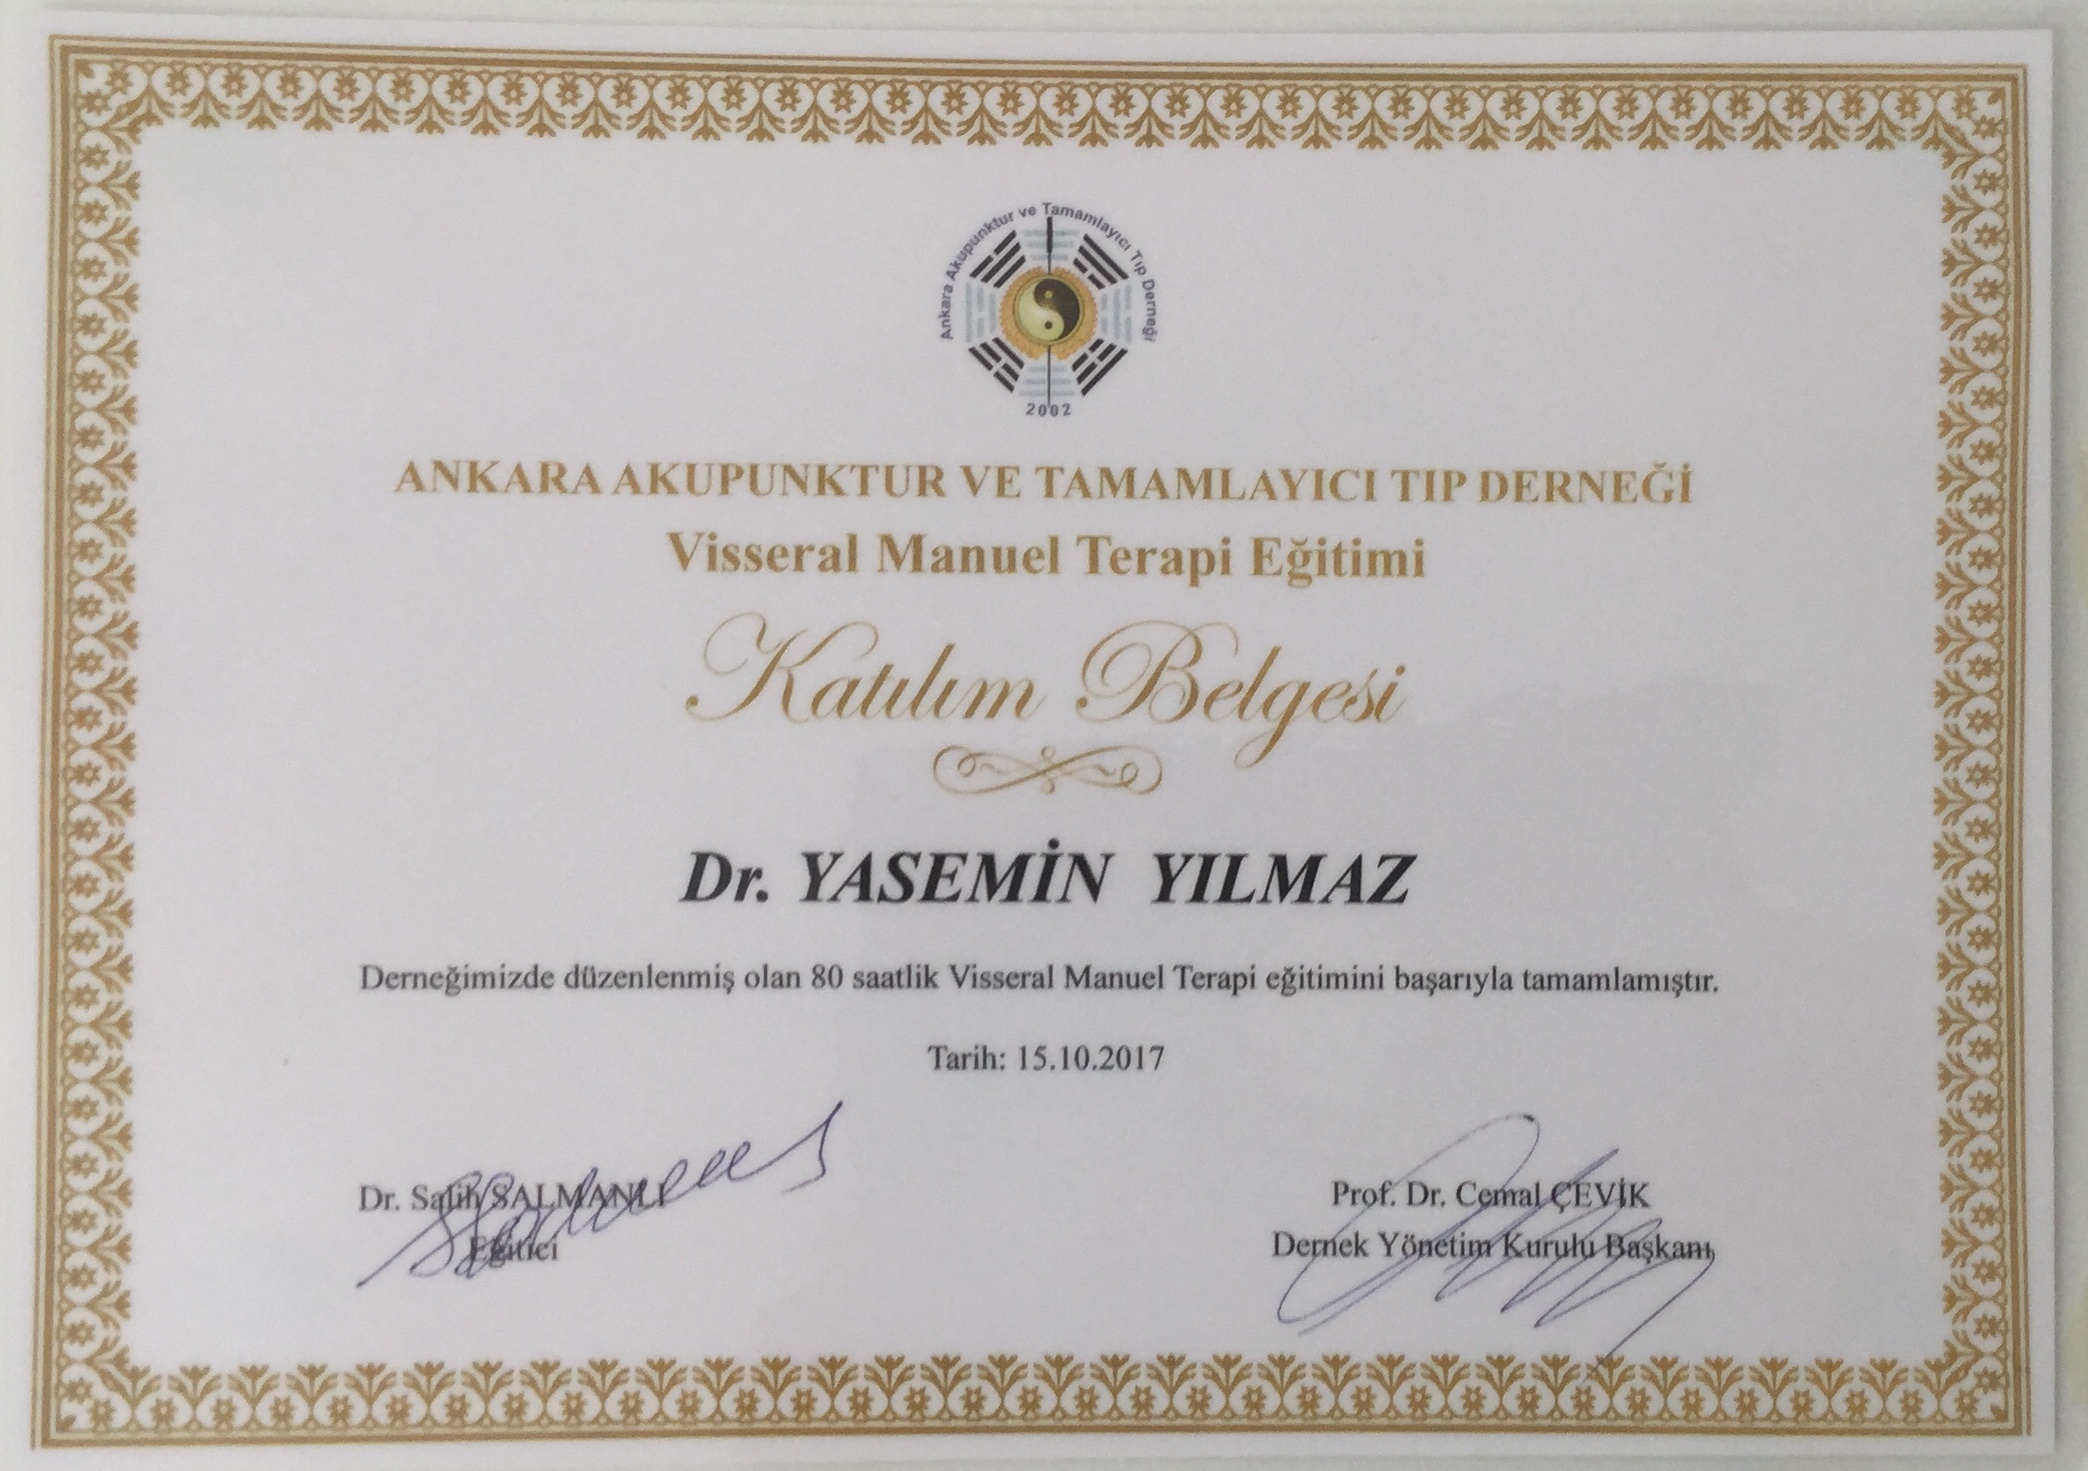 Ankara Akupunktur ve Tamamlayıcı Tıp Derneği
2002
ANKARA AKUPUNKTUR VE TAMAMLAYICI TIP DERNEĞİ
Visseral Manuel Terapi Eğitimi
Katılım Belgesi
Dr. YASEMİN YILMAZ
Derneğimizde düzenlenmiş olan 80 saatlik Visseral Manuel Terapi eğitimini başarıyla tamamlamıştır.
Tarih: 15.10.2017
Dr. Salih SALMANLI
Eğitici
Prof. Dr. Cemal ÇEVİK
Dernek Yönetim Kurulu Başkanı